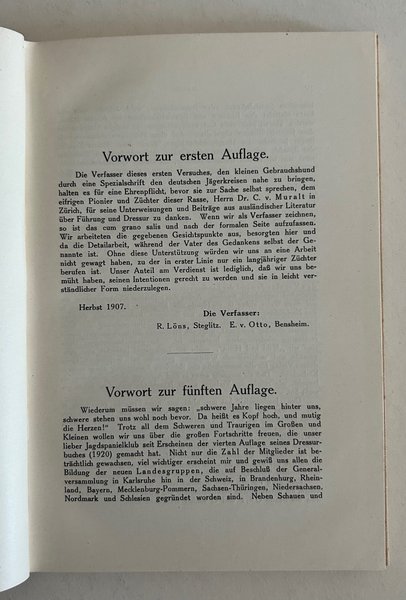 Vorwort zur ersten Auflage.
Die Verfasser dieses ersten Versuches, den kleinen Gebrauchshund
durch eine Spezialschrift den deutschen Jägerkreisen nahe zu bringen,
halten es für eine Ehrenpflicht, bevor sie zur Sache selbst sprechen, dem
eifrigen Pionier und Züchter dieser Rasse, Herrn Dr. C. v. Muralt in
Zürich, für seine Unterweisungen und Beiträge aus ausländischer Literatur
über Führung und Dressur zu danken. Wenn wir als Verfasser zeichnen,
so ist das cum grano salis und nach der formalen Seite aufzufassen.
Wir arbeiteten die gegebenen Gesichtspunkte aus, besorgten hier und
da die Detailarbeit, während der Vater des Gedankens selbst der Ge-
nannte ist. Ohne diese Unterstützung würden wir uns an eine Arbeit
nicht gewagt haben, zu der in erster Linie nur ein langjähriger Züchter
berufen ist. Unser Anteil am Verdienst ist lediglich, daß wir uns be-
müht haben, seinen Intentionen gerecht zu werden und sie in leicht ver-
ständlicher Form niederzulegen.
Herbst 1907.
Die Verfasser:
R. Löns, Steglitz. E. v. Otto, Bensheim.
Vorwort zur fünften Auflage.
Wiederum müssen wir sagen: „schwere Jahre liegen hinter uns,
schwere stehen uns wohl noch bevor. Da heißt es Kopf hoch, und mutig
die Herzen!" Trotz all dem Schweren und Traurigen im Großen und
Kleinen wollen wir uns über die großen Fortschritte freuen, die unser
lieber Jagdspanielklub seit Erscheinen der vierten Auflage seines Dressur-
buches (1920) gemacht hat. Nicht nur die Zahl der Mitglieder ist be-
trächtlich gewachsen, viel wichtiger erscheint mir und gewiß uns allen die
Bildung der neuen Landesgruppen, die auf Beschluß der General-
versammlung in Karlsruhe hin in der Schweiz, in Brandenburg, Rhein-
land, Bayern, Mecklenburg-Pommern, Sachsen-Thüringen, Niedersachsen,
Nordmark und Schlesien gegründet worden sind. Neben Schauen und